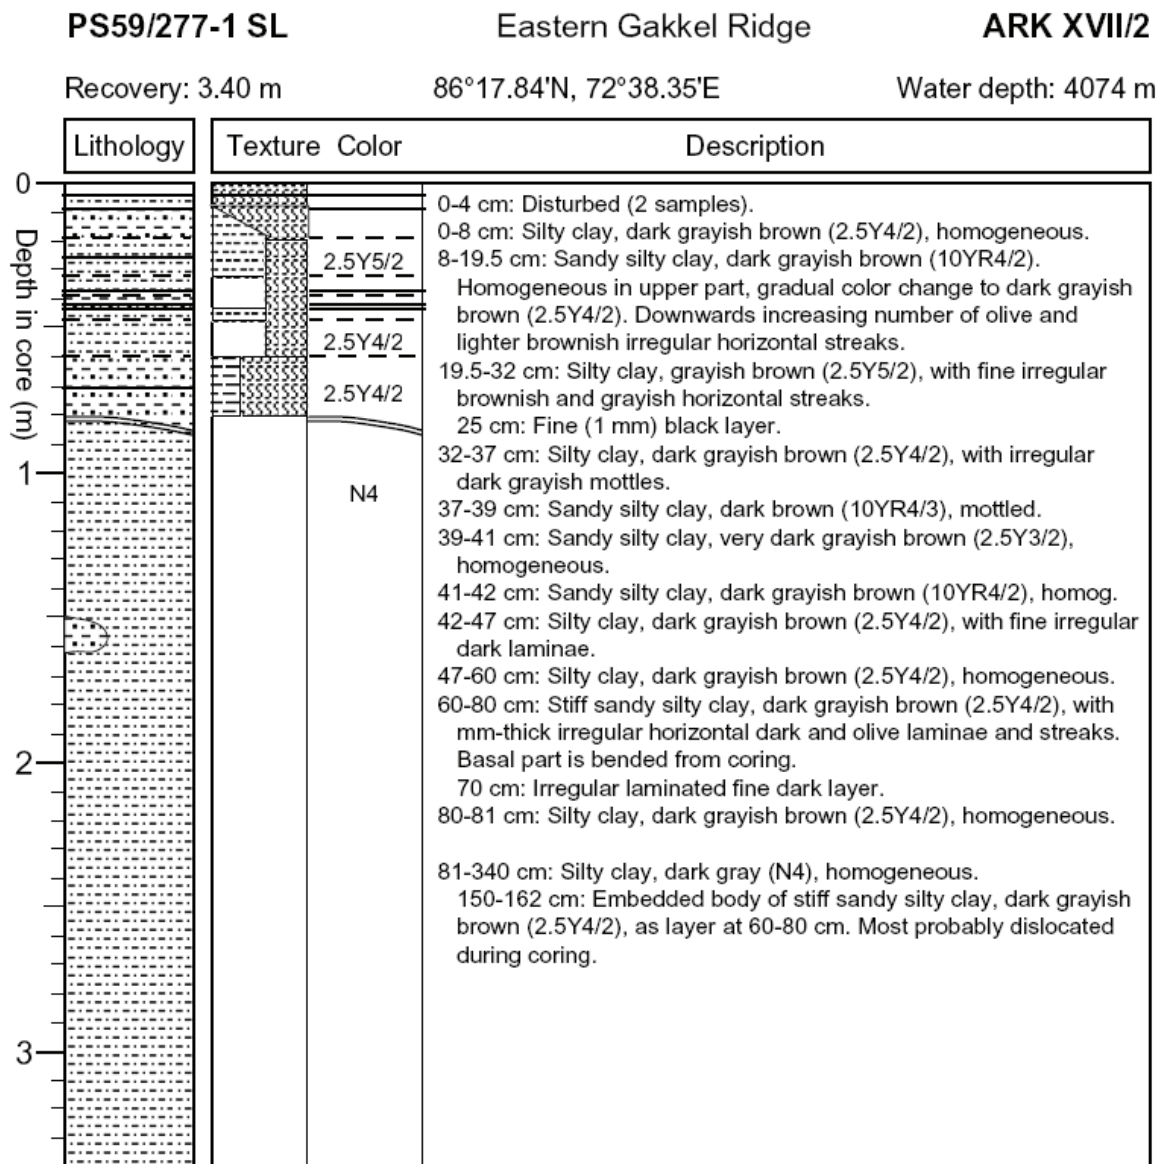 PS59/277-1 SL Eastern Gakkel Ridge ARK XVII/2
Recovery: 3.40 m 86°17.84'N, 72°38.35'E Water depth: 4074 m
Lithology Texture Color Description
0
Depth in core (m)
1
2
3
2.5Y5/2
2.5Y4/2
2.5Y4/2
N4
0-4 cm: Disturbed (2 samples).
0-8 cm: Silty clay, dark grayish brown (2.5Y4/2), homogeneous.
8-19.5 cm: Sandy silty clay, dark grayish brown (10YR4/2).
Homogeneous in upper part, gradual color change to dark grayish
brown (2.5Y4/2). Downwards increasing number of olive and
lighter brownish irregular horizontal streaks.
19.5-32 cm: Silty clay, grayish brown (2.5Y5/2), with fine irregular
brownish and grayish horizontal streaks.
25 cm: Fine (1 mm) black layer.
32-37 cm: Silty clay, dark grayish brown (2.5Y4/2), with irregular
dark grayish mottles.
37-39 cm: Sandy silty clay, dark brown (10YR4/3), mottled.
39-41 cm: Sandy silty clay, very dark grayish brown (2.5Y3/2),
homogeneous.
41-42 cm: Sandy silty clay, dark grayish brown (10YR4/2), homog.
42-47 cm: Silty clay, dark grayish brown (2.5Y4/2), with fine irregular
dark laminae.
47-60 cm: Silty clay, dark grayish brown (2.5Y4/2), homogeneous.
60-80 cm: Stiff sandy silty clay, dark grayish brown (2.5Y4/2), with
mm-thick irregular horizontal dark and olive laminae and streaks.
Basal part is bended from coring.
70 cm: Irregular laminated fine dark layer.
80-81 cm: Silty clay, dark grayish brown (2.5Y4/2), homogeneous.
81-340 cm: Silty clay, dark gray (N4), homogeneous.
150-162 cm: Embedded body of stiff sandy silty clay, dark grayish
brown (2.5Y4/2), as layer at 60-80 cm. Most probably dislocated
during coring.